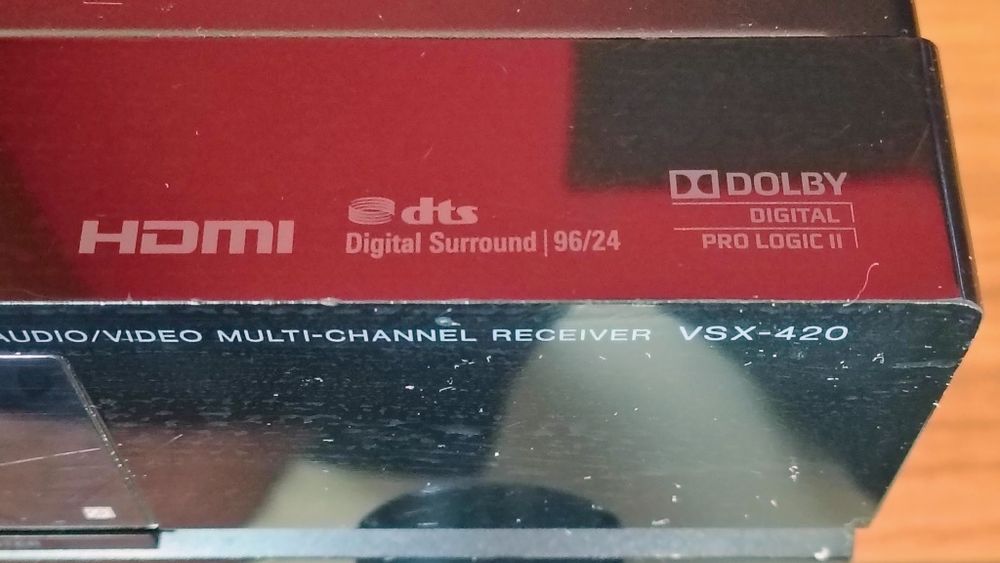 HDMI
dts
Digital Surround | 96/24
DOLBY
DIGITAL
PRO LOGIC II
AUDIO/VIDEO MULTI-CHANNEL RECEIVER VSX-420